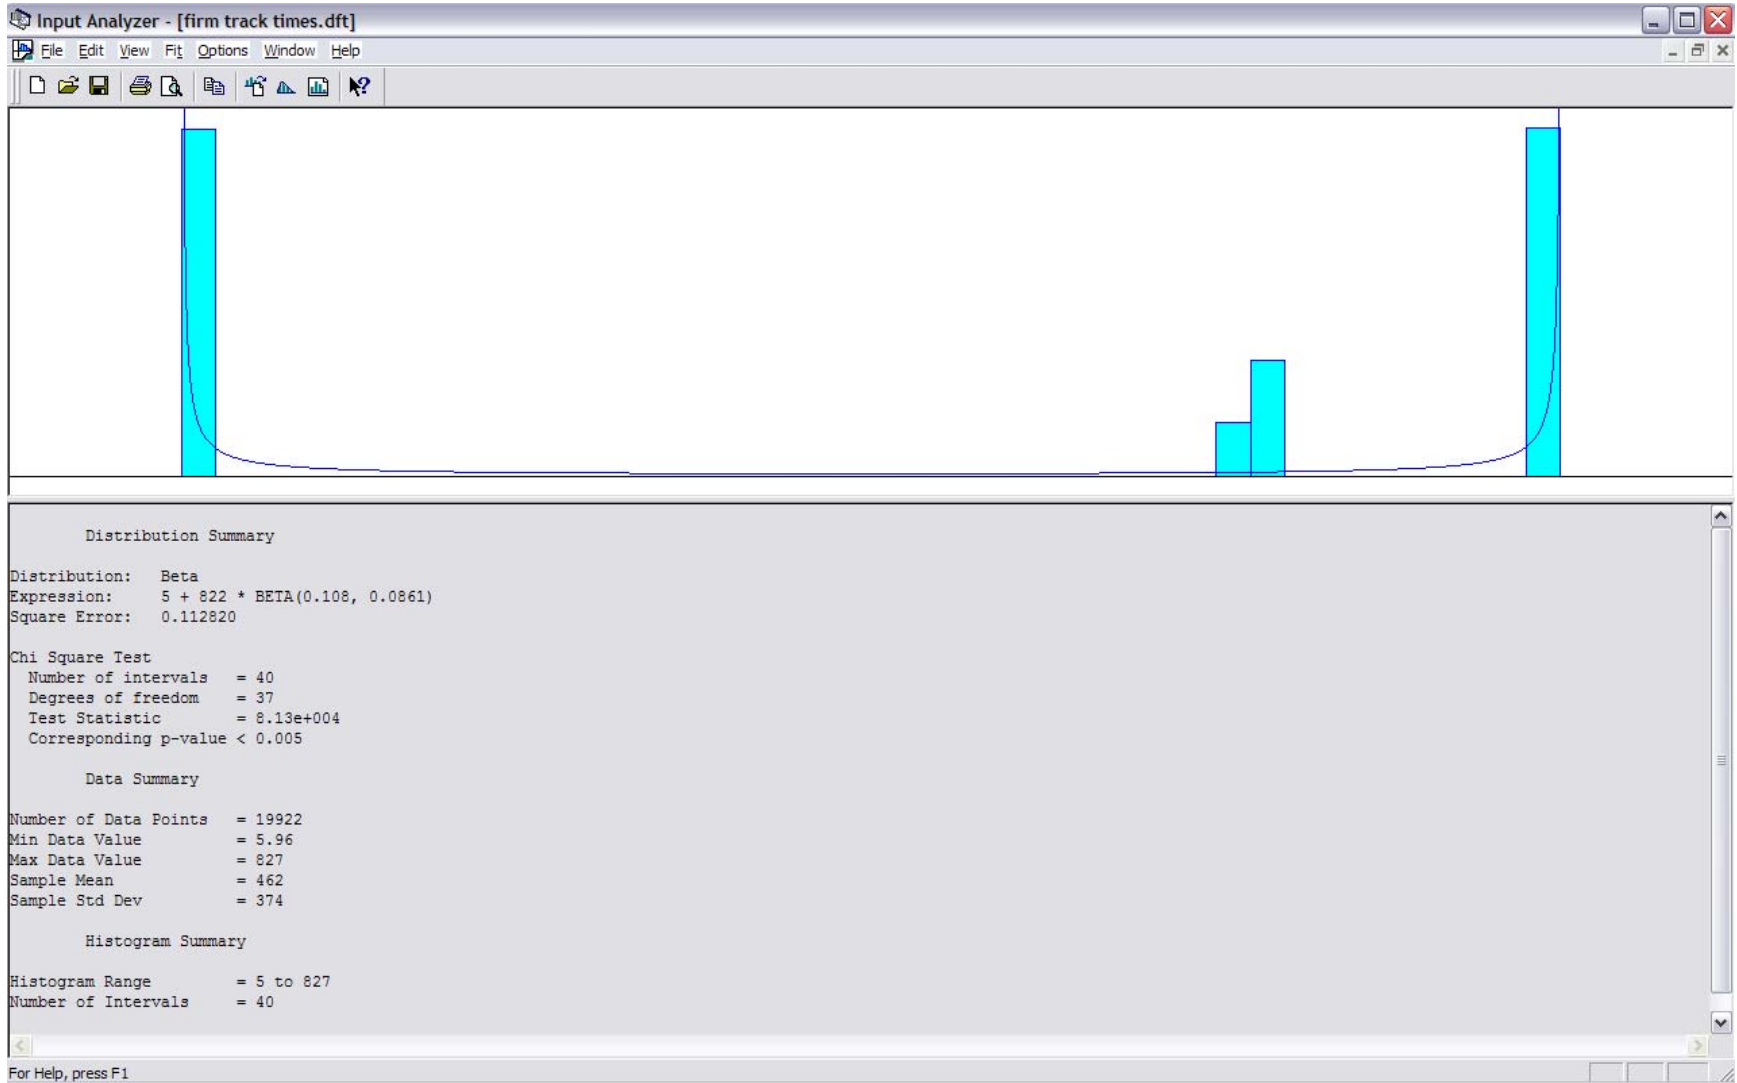 Input Analyzer - [firm track times.dft]
File Edit View Fit Options Window Help
Distribution Summary
Distribution: Beta
Expression: 5 + 822 * BETA(0.108, 0.0861)
Square Error: 0.112820
Chi Square Test
Number of intervals = 40
Degrees of freedom = 37
Test Statistic = 8.13e+004
Corresponding p-value < 0.005
Data Summary
Number of Data Points = 19922
Min Data Value = 5.96
Max Data Value = 827
Sample Mean = 462
Sample Std Dev = 374
Histogram Summary
Histogram Range = 5 to 827
Number of Intervals = 40
For Help, press F1